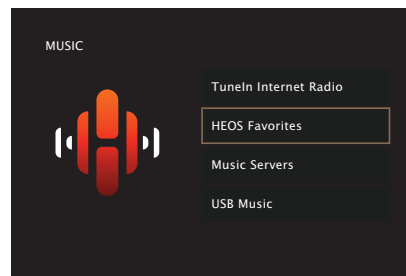 MUSIC
TuneIn Internet Radio
HEOS Favorites
Music Servers
USB Music